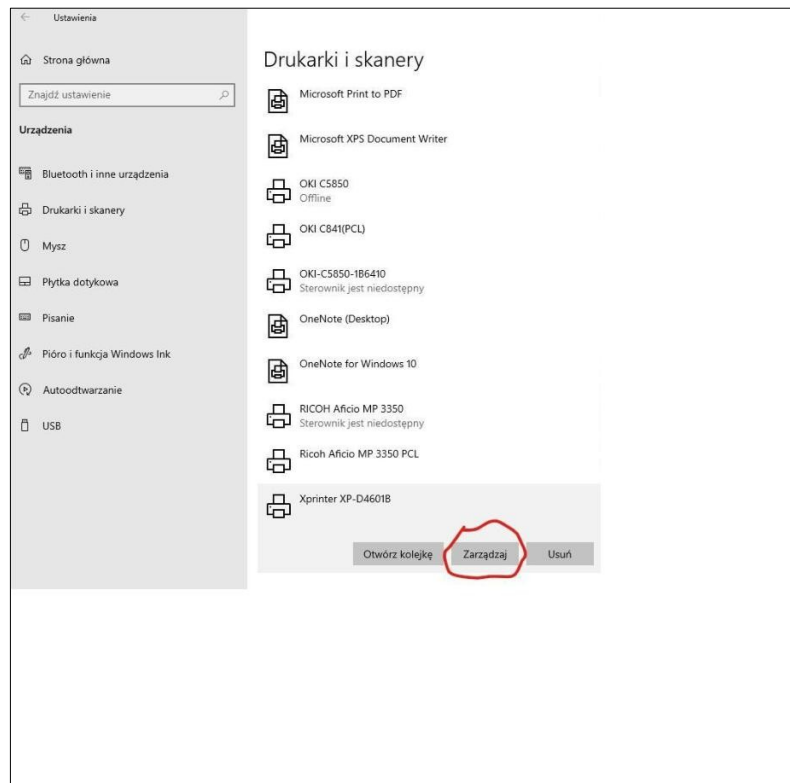 Ustawienia
Strona główna
Znajdź ustawienie
Urządzenia
Bluetooth i inne urządzenia
Drukarki i skanery
Mysz
Płytka dotykowa
Pisanie
Pióro i funkcja Windows Ink
Autoodtwarzanie
USB
Drukarki i skanery
Microsoft Print to PDF
Microsoft XPS Document Writer
OKI C5850
Offline
OKI C841(PCL)
OKI-C5850-1B6410
Sterownik jest niedostępny
OneNote (Desktop)
OneNote for Windows 10
RICOH Aficio MP 3350
Sterownik jest niedostępny
Ricoh Aficio MP 3350 PCL
Xprinter XP-D4601B
Otwórz kolejkę Zarządzaj Usuń